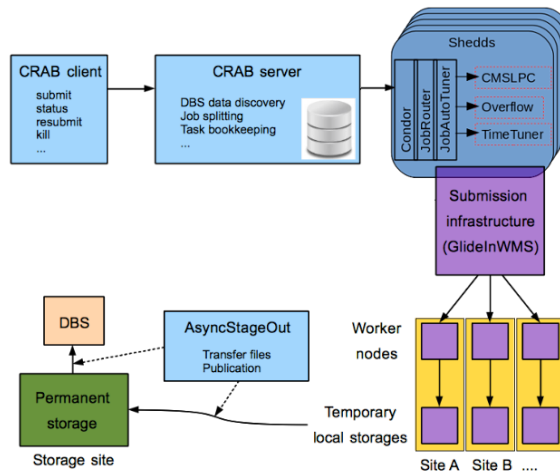 CRAB client
submit
status
resubmit
kill
...
CRAB server
DBS data discovery
Job splitting
Task bookkeeping
...
Shedds
Condor
JobRouter
JobAutoTuner
CMSLPC
Overflow
TimeTuner
Submission
infrastructure
(GlideInWMS)
DBS
AsyncStageOut
Transfer files
Publication
Worker
nodes
Permanent
storage
Temporary
local storages
Storage site
Site A
Site B
....